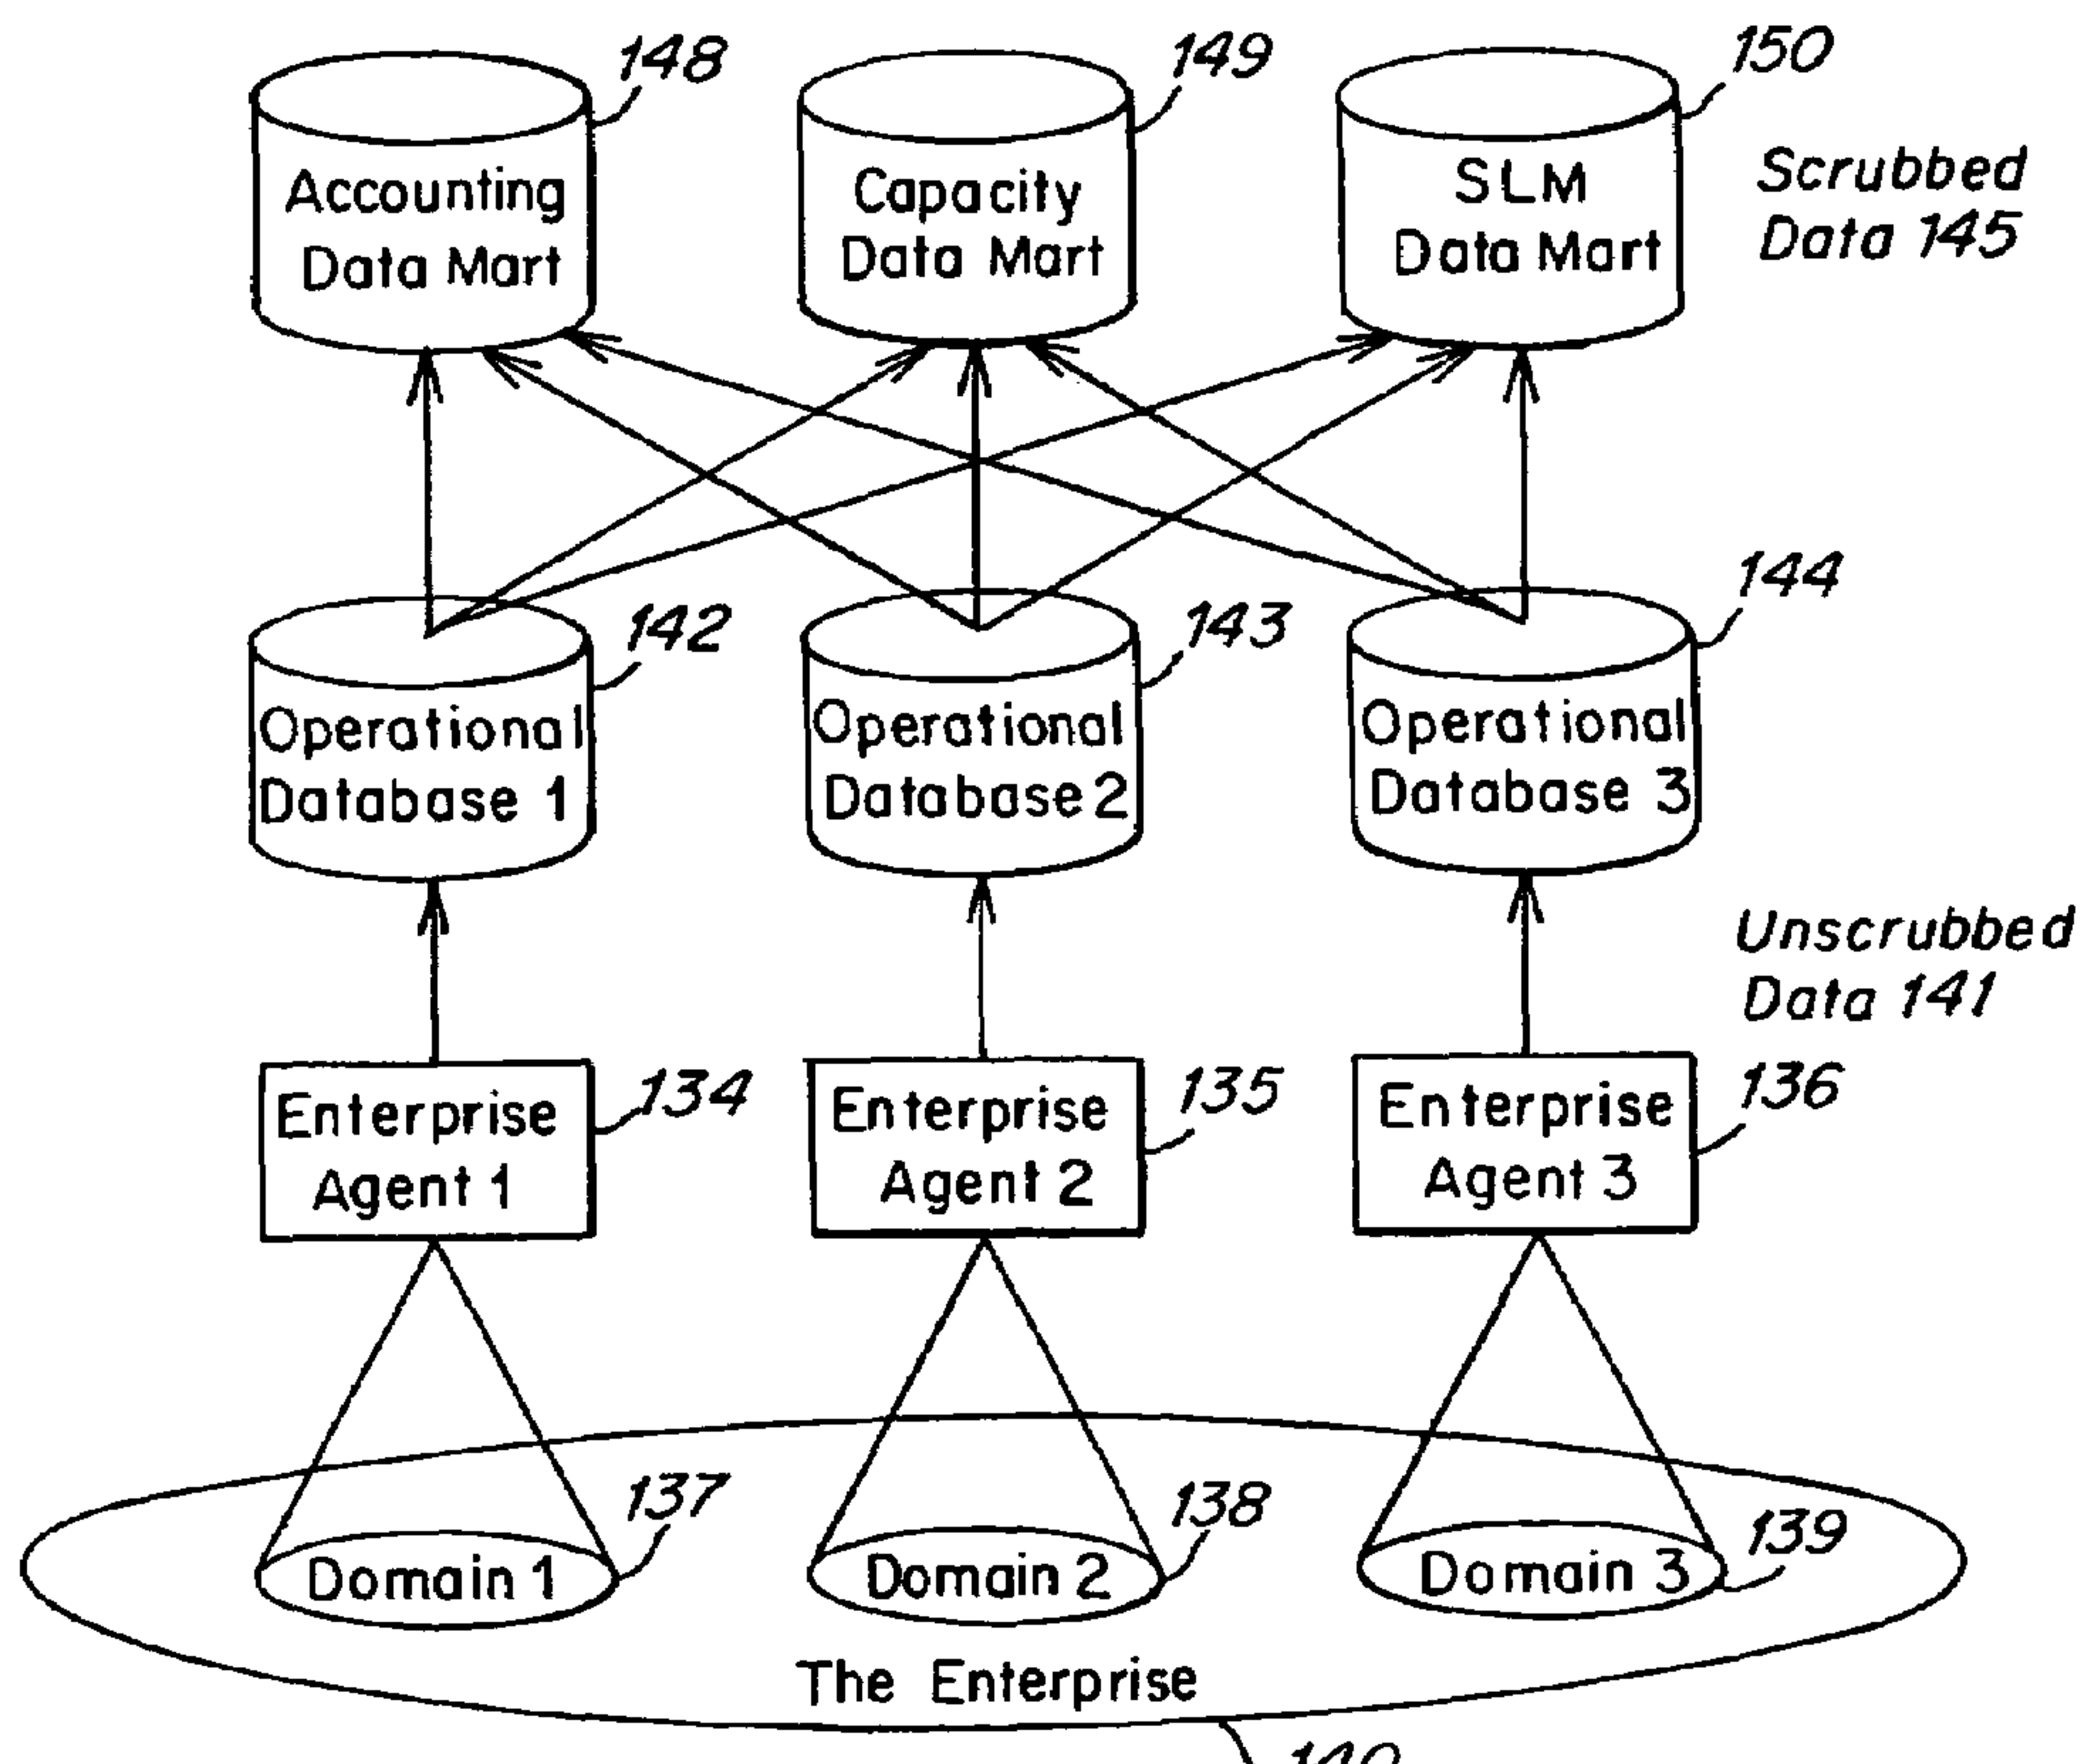 148
149
150
Accounting
Data Mart
Capacity
Data Mart
SLM
Data Mart
Scrubbed
Data 145
142
143
144
Operational
Database 1
Operational
Database 2
Operational
Database 3
Unscrubbed
Data 141
134
135
136
Enterprise
Agent 1
Enterprise
Agent 2
Enterprise
Agent 3
137
138
139
Domain 1
Domain 2
Domain 3
The Enterprise